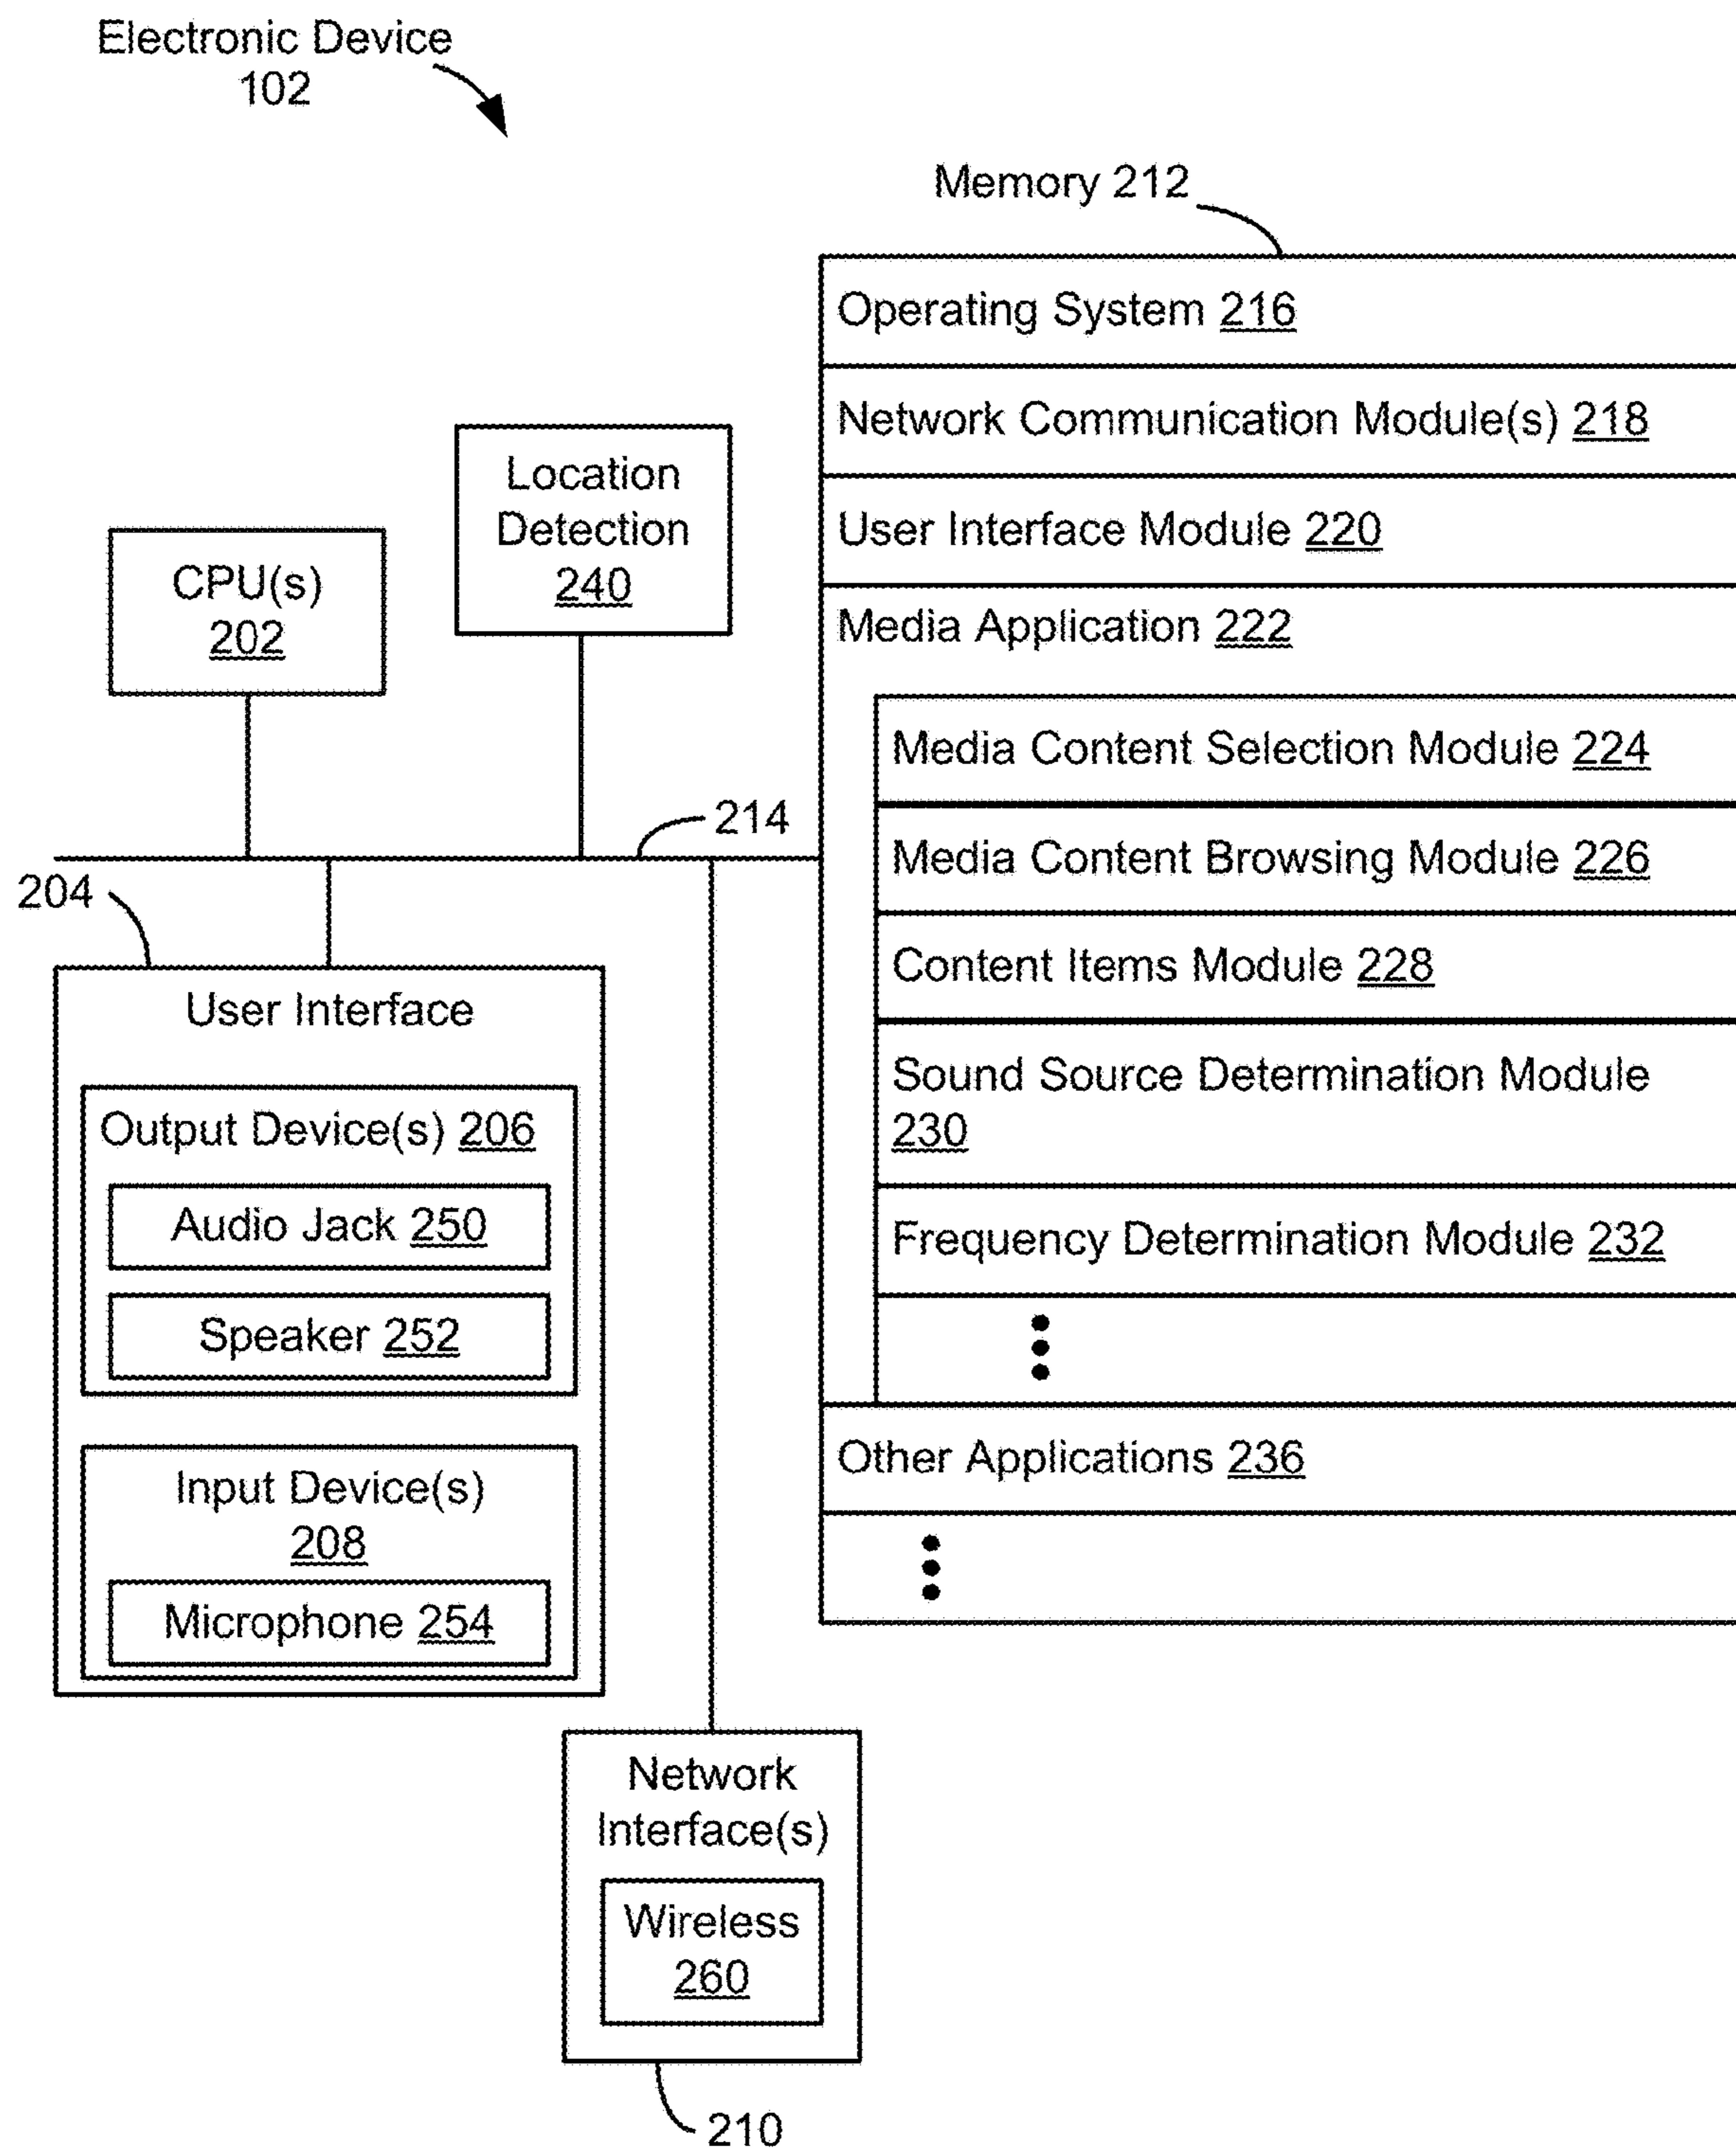 Electronic Device
102
Memory 212
Operating System 216
Network Communication Module(s) 218
User Interface Module 220
Media Application 222
Media Content Selection Module 224
Media Content Browsing Module 226
Content Items Module 228
Sound Source Determination Module
230
Frequency Determination Module 232
Other Applications 236
Location
Detection
240
CPU(s)
202
214
204
User Interface
Output Device(s) 206
Audio Jack 250
Speaker 252
Input Device(s)
208
Microphone 254
Network
Interface(s)
Wireless
260
210